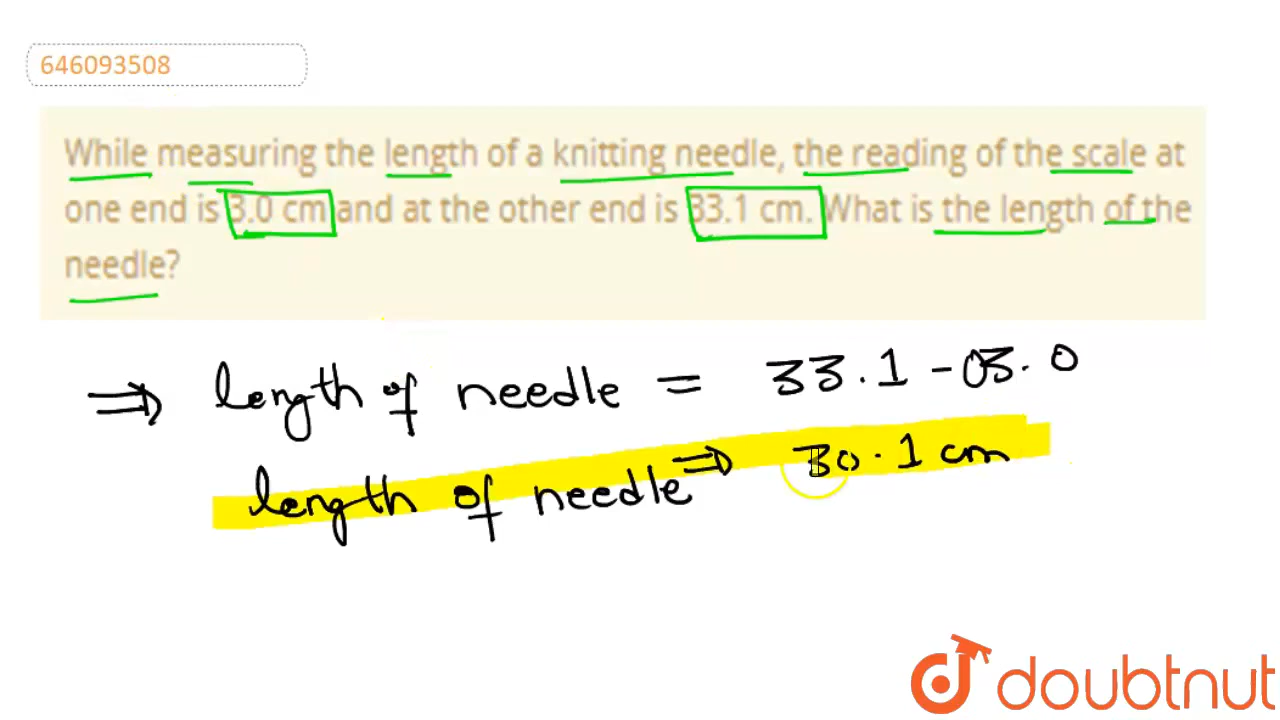 646093508
While measuring the length of a knitting needle, the reading of the scale at
one end is 3.0 cm and at the other end is 33.1 cm. What is the length of the
needle?
⇒ length of needle = 33.1 - 03.0
length of needle ⇒ 30.1 cm
doubtnut